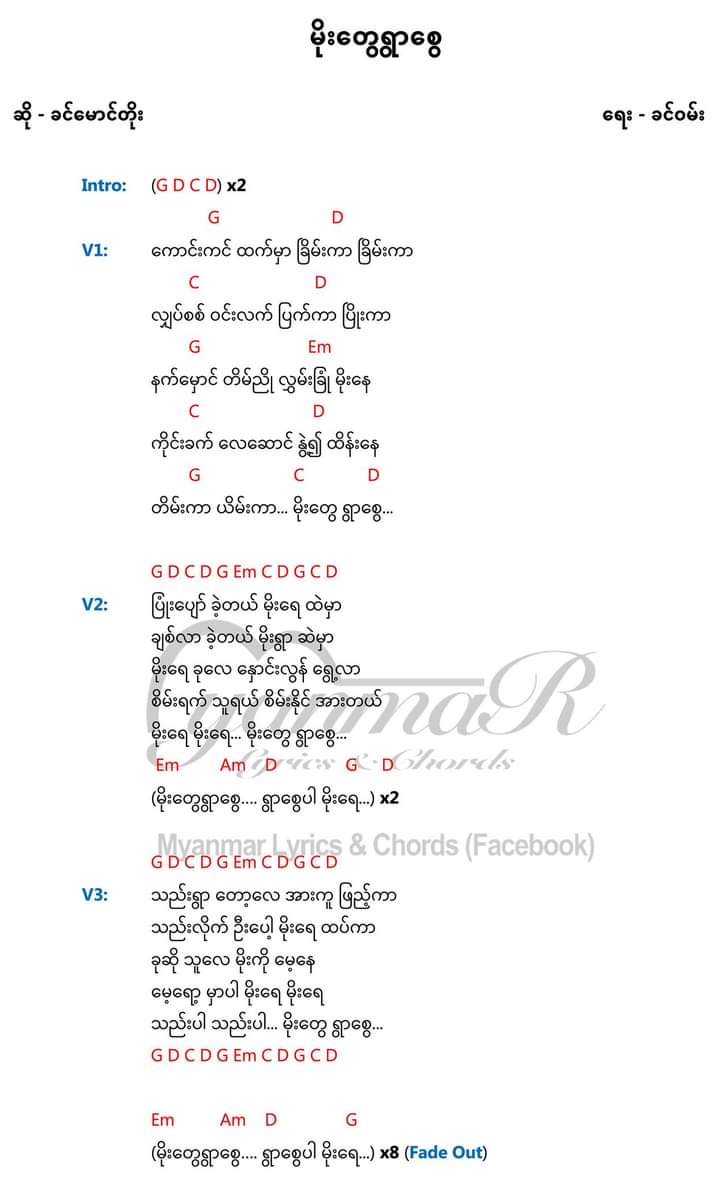 မိုးတွေရွာစေွ
ဆို - ခင်မောင်တိုး
ရေး - ခင်ဝမ်း
Intro: (G D C D) x2
G D
V1: ကောင်းကင် ထက်မှာ ခြိမ်းကာ ခြိမ်းကာ
C D
လျှပ်စစ် ဝင်းလက် ပြက်ကာ ပြိုးကာ
G Em
နက်မှောင် တိမ်ညို လွှမ်းခြုံ မိုးနေ
C D
ကိုင်းခက် လေဆောင် နွဲ့၍ ထိန်းနေ
G C D
တိမ်းကာ ယိမ်းကာ... မိုးတွေ ရွာစေွ...
G D C D G Em C D G C D
V2: ပြုံးပျော် ခဲ့တယ် မိုးရေ ထဲမှာ
ချစ်လာ ခဲ့တယ် မိုးရွာ ဆဲမှာ
မိုးရေ ခုလေ နှောင်းလွန် ရွေ့လာ
စိမ်းရက် သူရယ် စိမ်းနိုင် အားတယ်
မိုးရေ မိုးရေ... မိုးတွေ ရွာစေွ...
Em Am D G D
(မိုးတွေရွာစေွ.... ရွာစေွပါ မိုးရေ...) x2
MyanmaR
Lyrics & Chords
Myanmar Lyrics & Chords (Facebook)
G D C D G Em C D G C D
V3: သည်းရွာ တော့လေ အားကူ ဖြည့်ကာ
သည်းလိုက် ဦးပေါ့ မိုးရေ ထပ်ကာ
ခုဆို သူလေ မိုးကို မေ့နေ
မေ့ရော့ မှာပါ မိုးရေ မိုးရေ
သည်းပါ သည်းပါ... မိုးတွေ ရွာစေွ...
G D C D G Em C D G C D
Em Am D G
(မိုးတွေရွာစေွ.... ရွာစေွပါ မိုးရေ...) x8 (Fade Out)